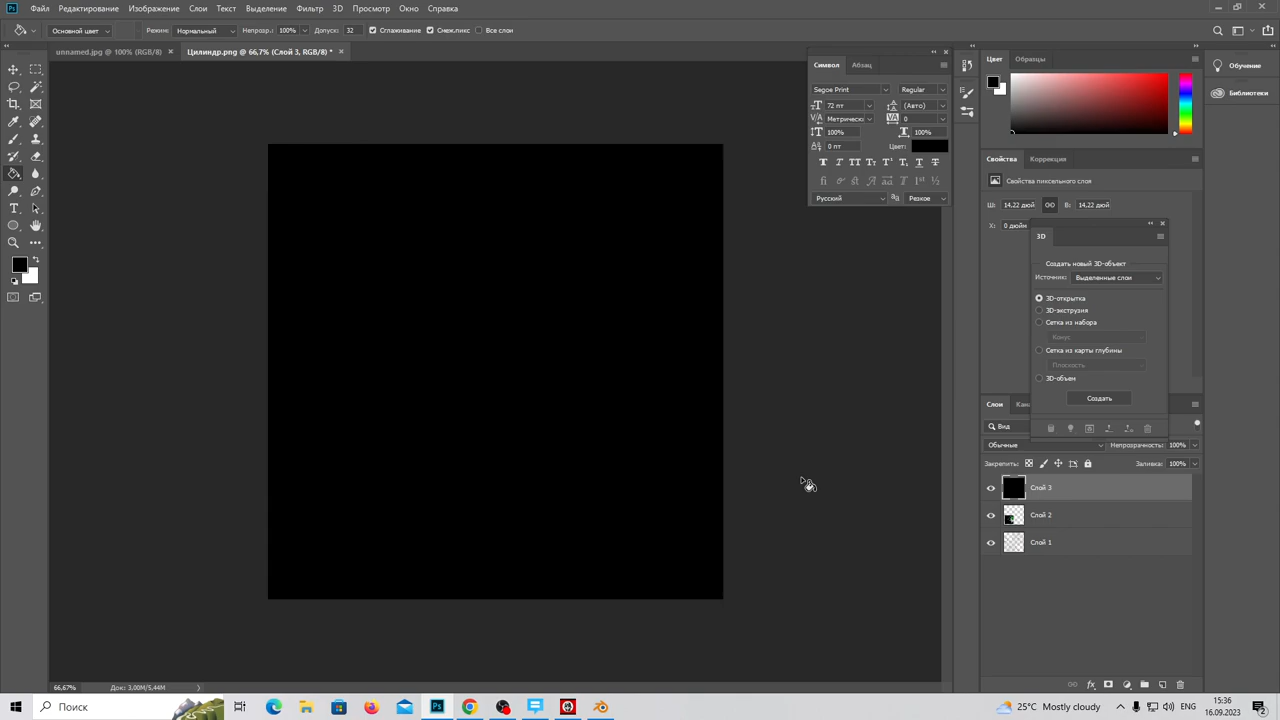 Ps Файл Редактирование Изображение Слои Текст Выделение Фильтр 3D Просмотр Окно Справка
Основной цвет Режим: Нормальный Непрозр.: 100% Допуск: 32 Сглаживание Смеж.пикс Все слои
unnamed.jpg @ 100% (RGB/8) Цилиндр.png @ 66,7% (Слой 3, RGB/8) *
Символ Абзац
Segoe Print Regular
72 пт (Авто)
Метрическ 0
100% 100%
0 пт Цвет:
Русский Резкое
Цвет Образцы
Обучение
Библиотеки
Свойства Коррекция
Свойства пиксельного слоя
Ш: 14,22 дюй В: 14,22 дюй
X: 0 дюйм
3D
Создать новый 3D-объект
Источник: Выделенные слои
3D-открытка
3D-экструзия
Сетка из набора
Конус
Сетка из карты глубины
Плоскость
3D-объем
Создать
Слои Кан
Вид
Обычные Непрозрачность: 100%
Закрепить: Заливка: 100%
Слой 3
Слой 2
Слой 1
66,67% Док: 3,00M/5,44M
Поиск
25°C Mostly cloudy
ENG
15:36
16.09.2023
2